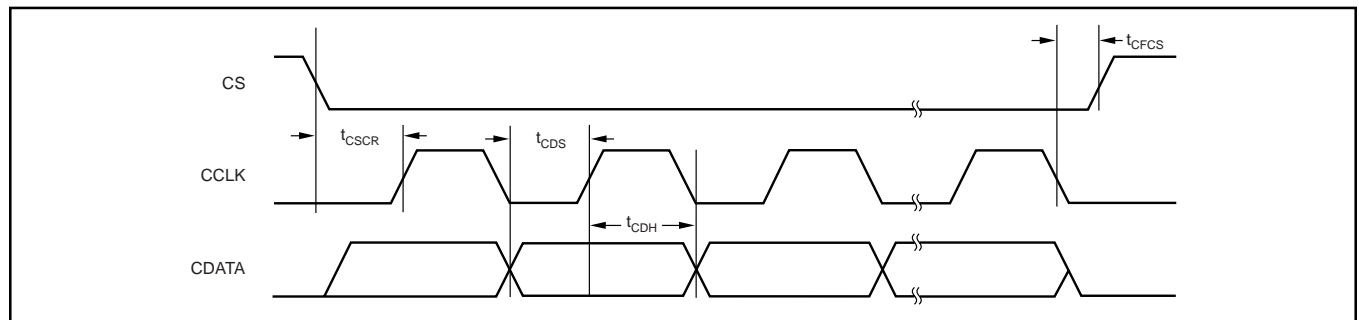 tCFCS
CS
tCSCR
tCDS
CCLK
tCDH
CDATA